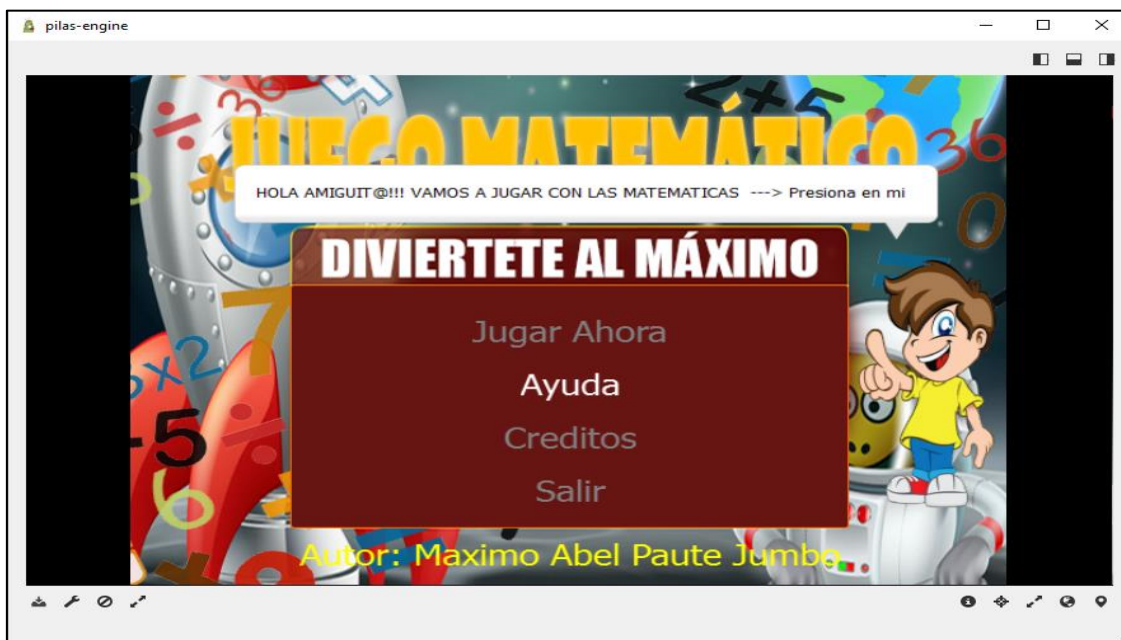 pilas-engine
JUEGO MATEMÁTICO
HOLA AMIGUIT@!!! VAMOS A JUGAR CON LAS MATEMATICAS ---> Presiona en mi
DIVIERTETE AL MÁXIMO
Jugar Ahora
Ayuda
Creditos
Salir
Autor: Maximo Abel Paute Jumbo